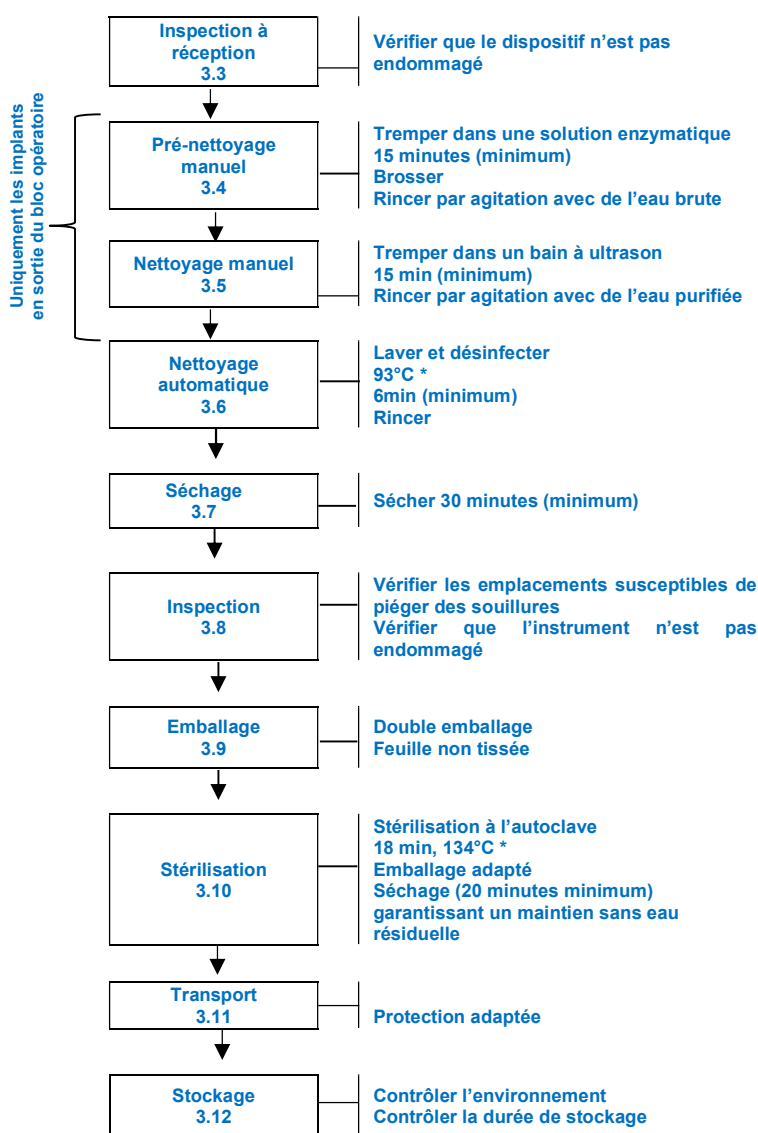 Inspection à
réception
3.3
Vérifier que le dispositif n'est pas
endommagé
Uniquement les implants
en sortie du bloc opératoire
Pré-nettoyage
manuel
3.4
Tremper dans une solution enzymatique
15 minutes (minimum)
Brosser
Rincer par agitation avec de l'eau brute
Nettoyage manuel
3.5
Tremper dans un bain à ultrason
15 min (minimum)
Rincer par agitation avec de l'eau purifiée
Nettoyage
automatique
3.6
Laver et désinfecter
93°C *
6min (minimum)
Rincer
Séchage
3.7
Sécher 30 minutes (minimum)
Inspection
3.8
Vérifier les emplacements susceptibles de
piéger des souillures
Vérifier que l'instrument n'est pas
endommagé
Emballage
3.9
Double emballage
Feuille non tissée
Stérilisation
3.10
Stérilisation à l'autoclave
18 min, 134°C *
Emballage adapté
Séchage (20 minutes minimum)
garantissant un maintien sans eau
résiduelle
Transport
3.11
Protection adaptée
Stockage
3.12
Contrôler l'environnement
Contrôler la durée de stockage